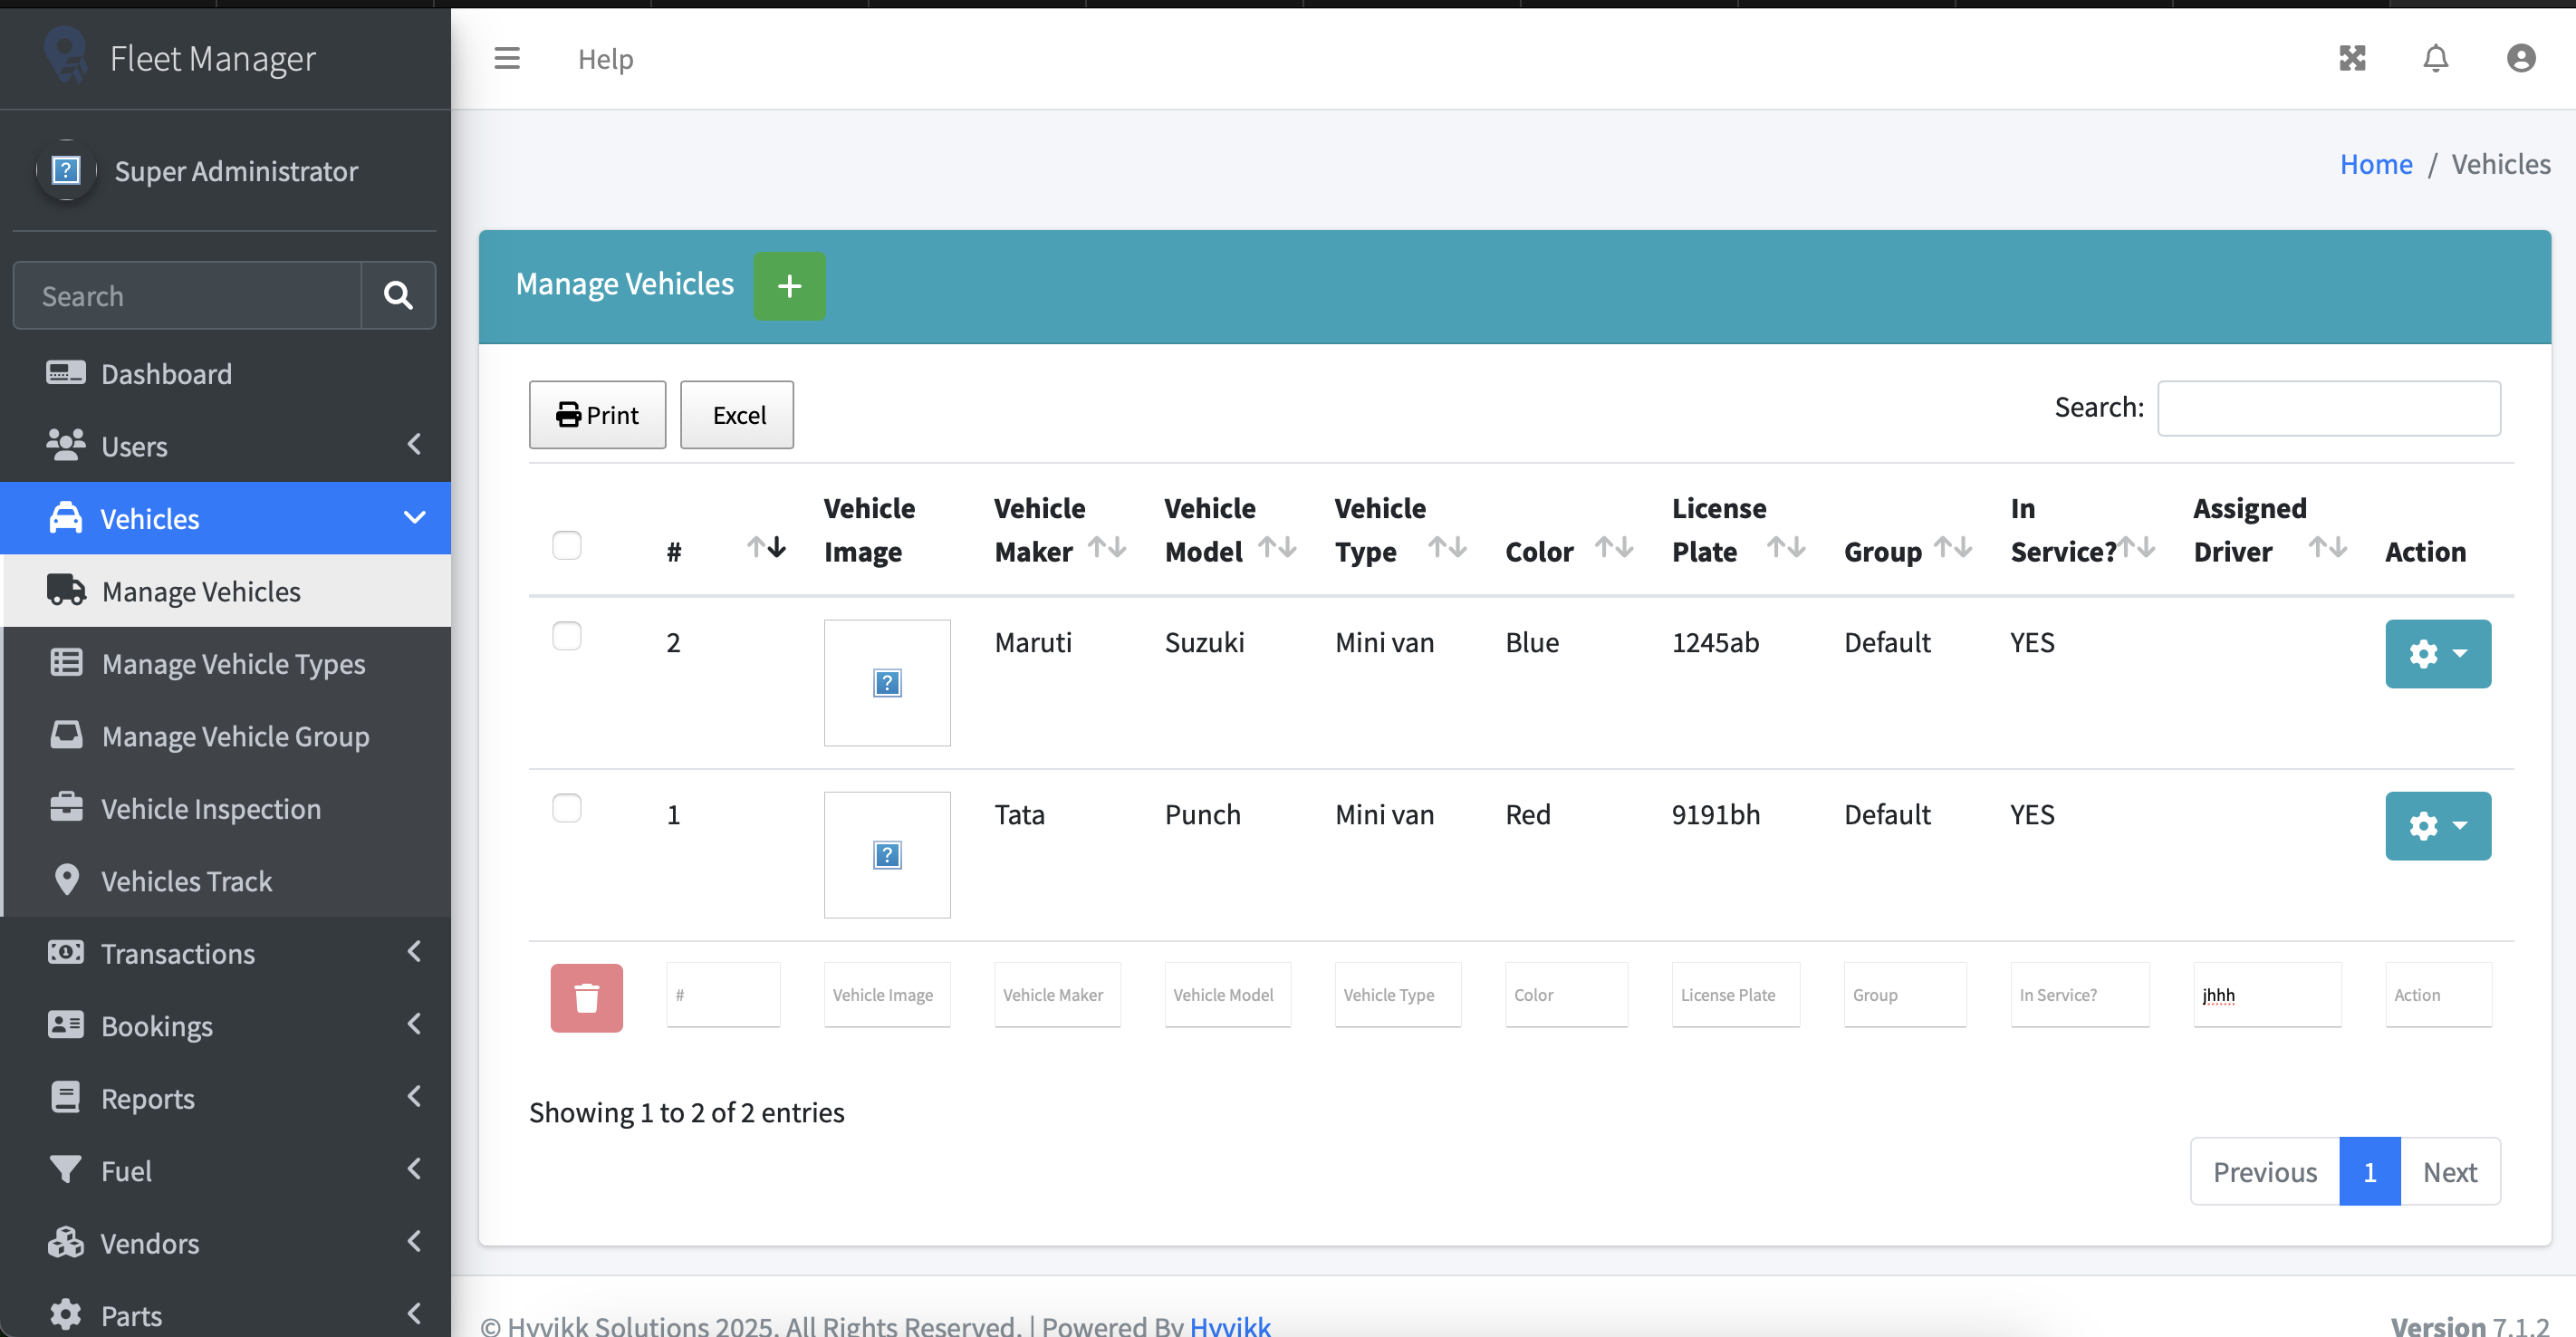 Fleet Manager
Help
Super Administrator
Home / Vehicles
Search
Manage Vehicles +
Dashboard
Users
Vehicles
Manage Vehicles
Manage Vehicle Types
Manage Vehicle Group
Vehicle Inspection
Vehicles Track
Transactions
Bookings
Reports
Fuel
Vendors
Parts
Print Excel Search:
# Vehicle Image Vehicle Maker Vehicle Model Vehicle Type Color License Plate Group In Service? Assigned Driver Action
2 Maruti Suzuki Mini van Blue 1245ab Default YES
1 Tata Punch Mini van Red 9191bh Default YES
# Vehicle Image Vehicle Maker Vehicle Model Vehicle Type Color License Plate Group In Service? jhhh Action
Showing 1 to 2 of 2 entries
Previous 1 Next
© Hyvikk Solutions 2025. All Rights Reserved. | Powered By Hyvikk
Version 7.1.2